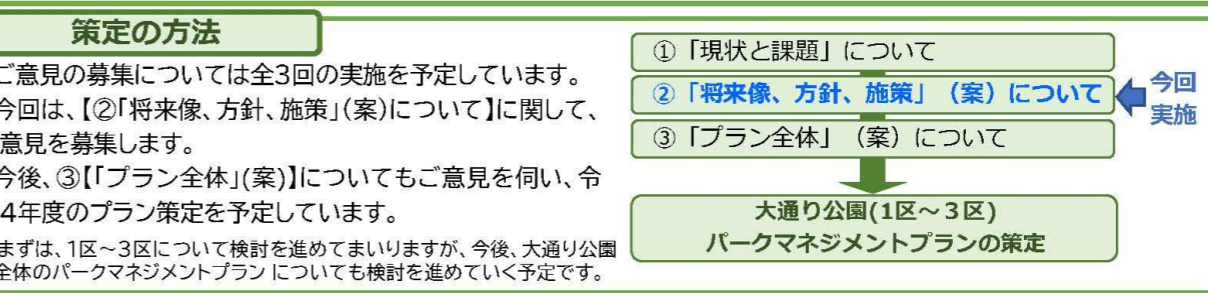 策定の方法
ご意見の募集については全3回の実施を予定しています。
今回は、【②「将来像、方針、施策」(案)について】に関して、
意見を募集します。
今後、③【「プラン全体」(案)】についてもご意見を伺い、令
4年度のプラン策定を予定しています。
まずは、1区～3区について検討を進めてまいりますが、今後、大通り公園
全体のパークマネジメントプランについても検討を進めていく予定です。
①「現状と課題」について
②「将来像、方針、施策」（案）について
今回
実施
③「プラン全体」（案）について
大通り公園(1区～3区)
パークマネジメントプランの策定